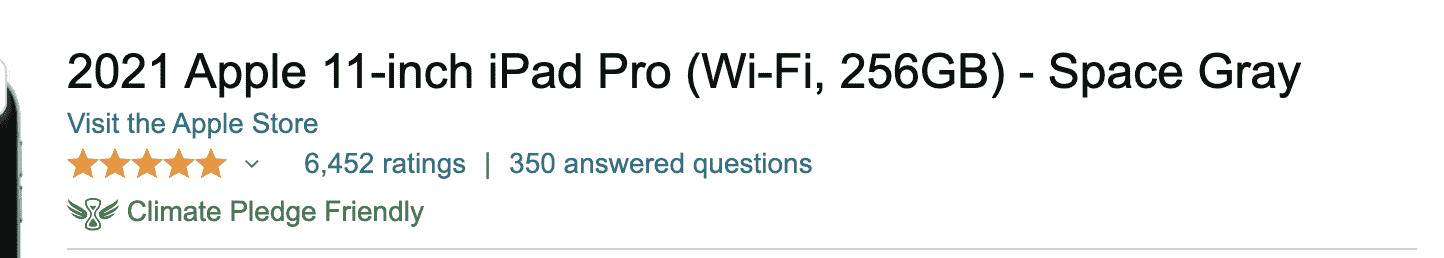 2021 Apple 11-inch iPad Pro (Wi-Fi, 256GB) - Space Gray
Visit the Apple Store
6,452 ratings | 350 answered questions
Climate Pledge Friendly